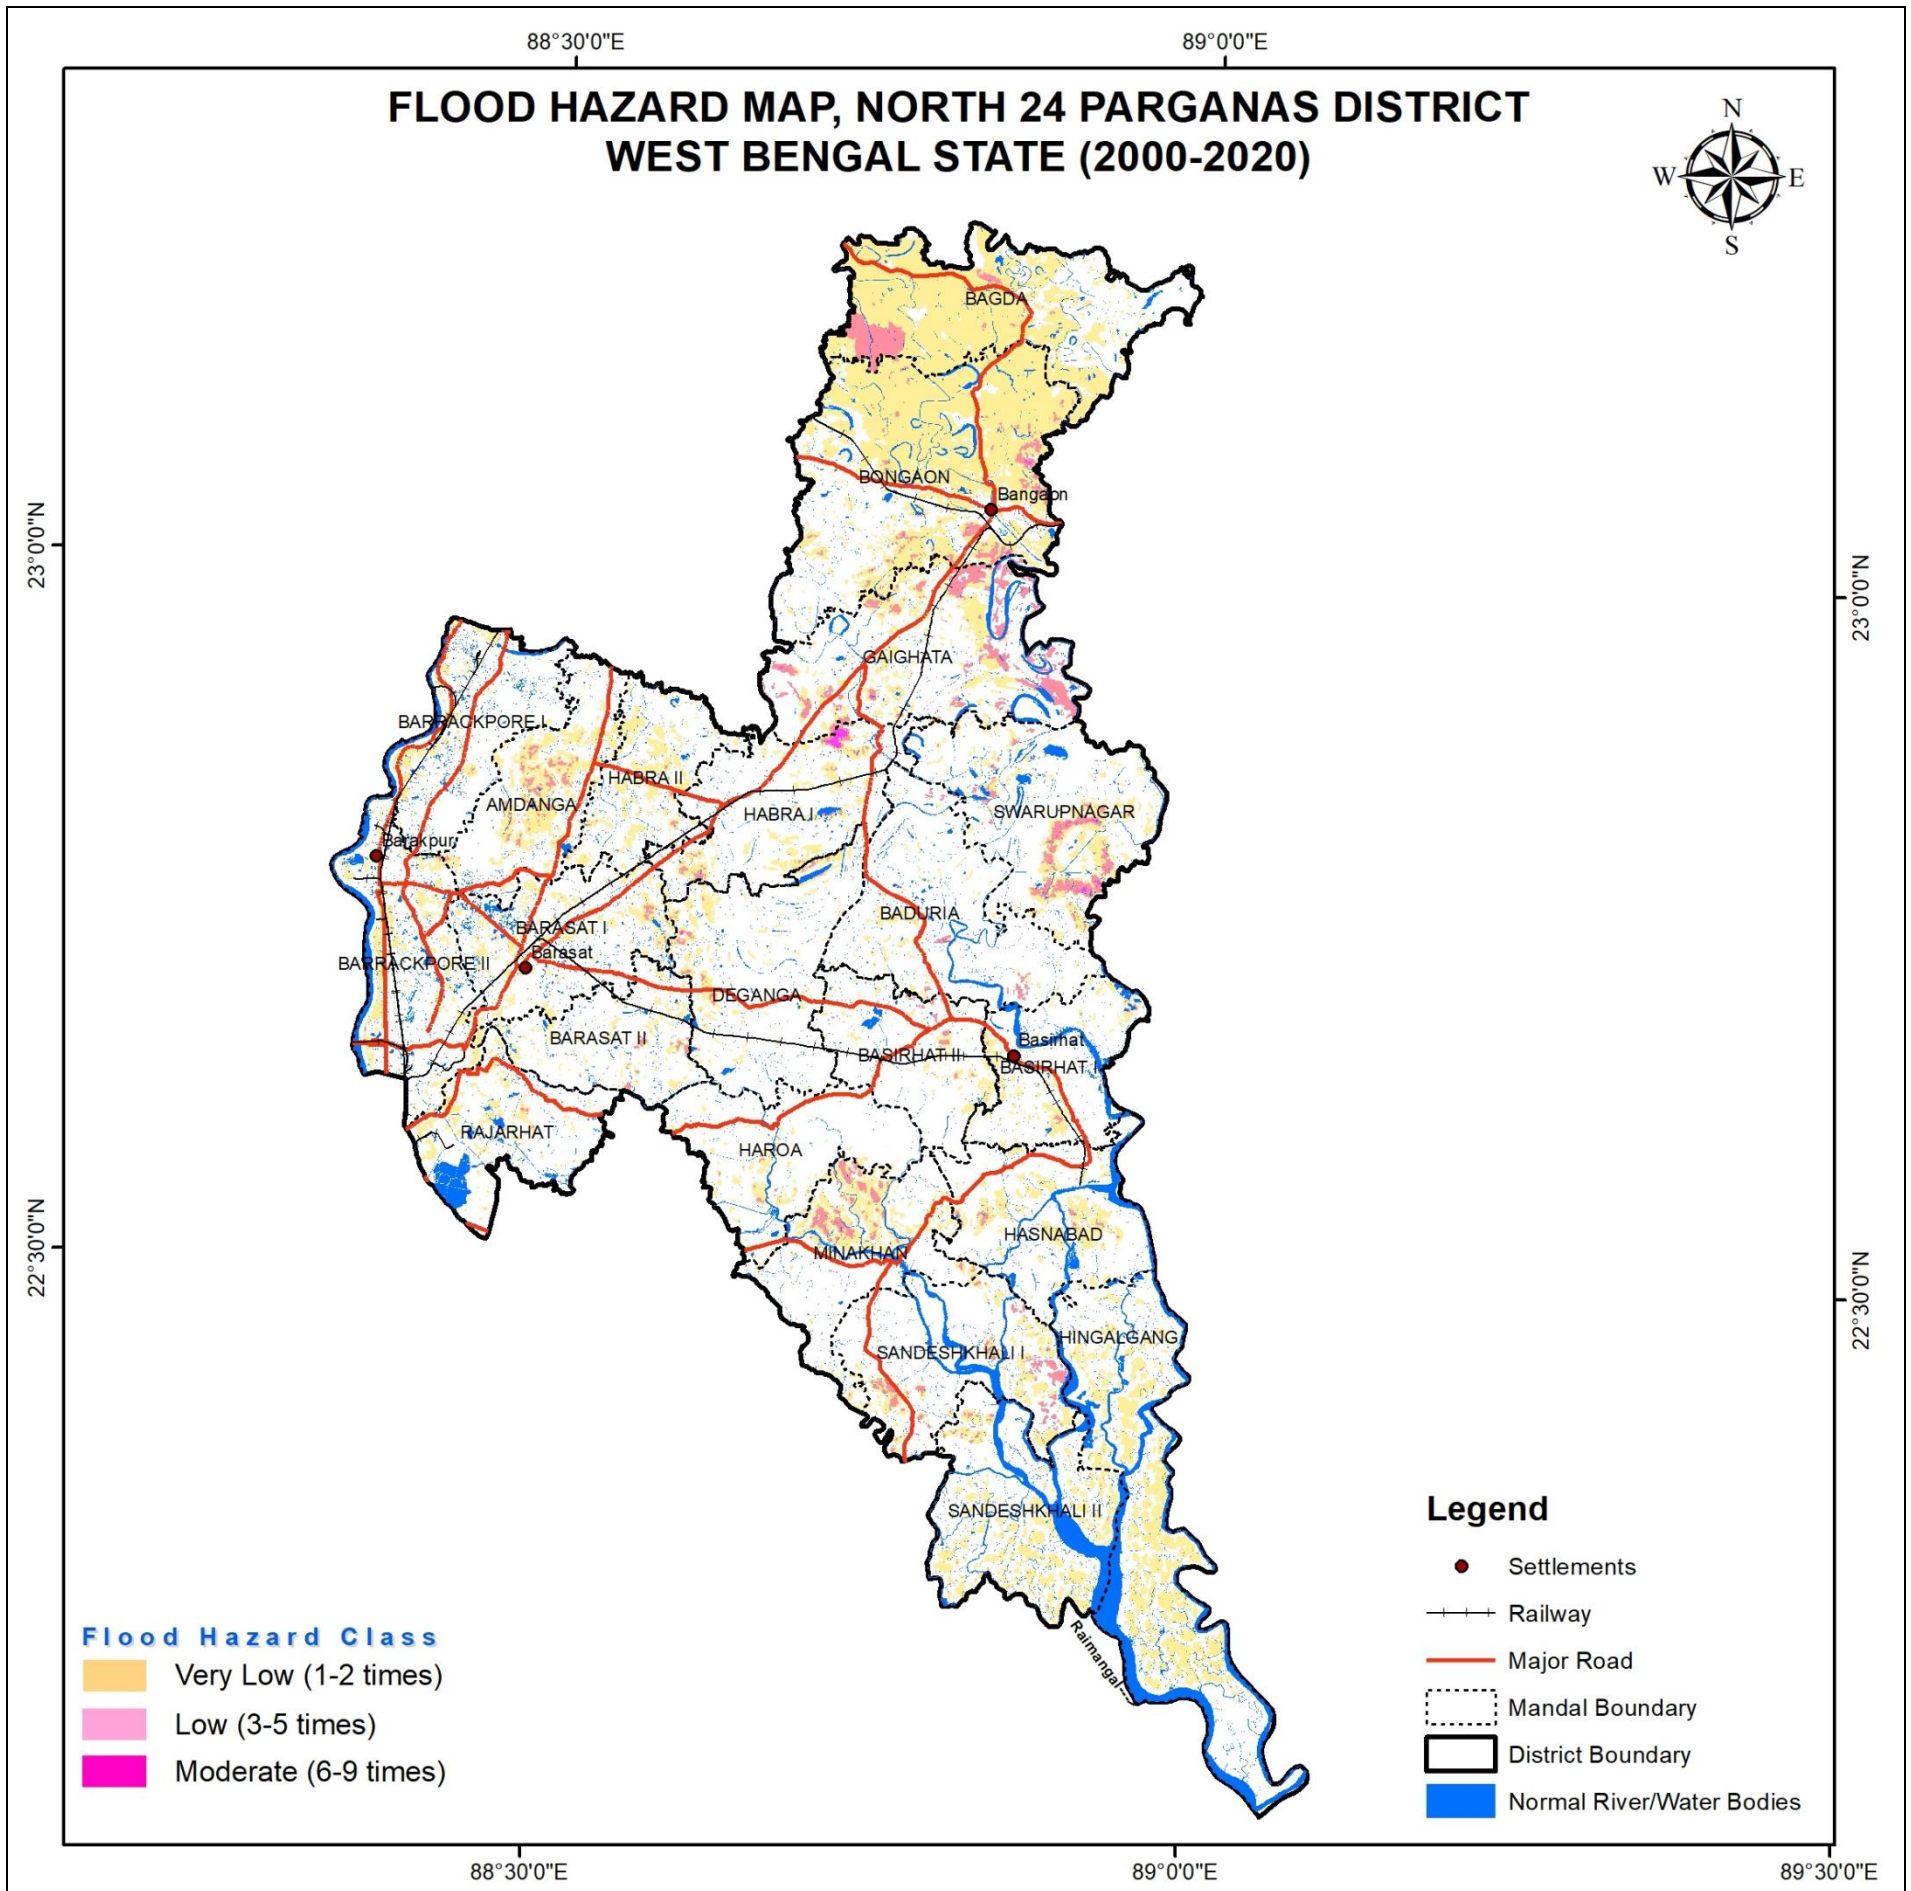 88°30'0"E
89°0'0"E
FLOOD HAZARD MAP, NORTH 24 PARGANAS DISTRICT
WEST BENGAL STATE (2000-2020)
N
W
E
S
BAGDA
BONGAON
Bangaon
23°0'0"N
23°0'0"N
GAIGHATA
BARRACKPORE I
HABRA II
AMDANGA
HABRA I
SWARUPNAGAR
Barakpur
BADURIA
BARASAT I
Barasat
BARRACKPORE II
DEGANGA
BARASAT II
Basirhat
BASIRHAT II
BASIRHAT I
RAJARHAT
HAROA
HASNABAD
MINAKHAN
22°30'0"N
22°30'0"N
HINGALGANG
SANDESHKHALI I
SANDESHKHALI II
Raimangal
Legend
Settlements
Railway
Major Road
Mandal Boundary
District Boundary
Normal River/Water Bodies
Flood Hazard Class
Very Low (1-2 times)
Low (3-5 times)
Moderate (6-9 times)
88°30'0"E
89°0'0"E
89°30'0"E